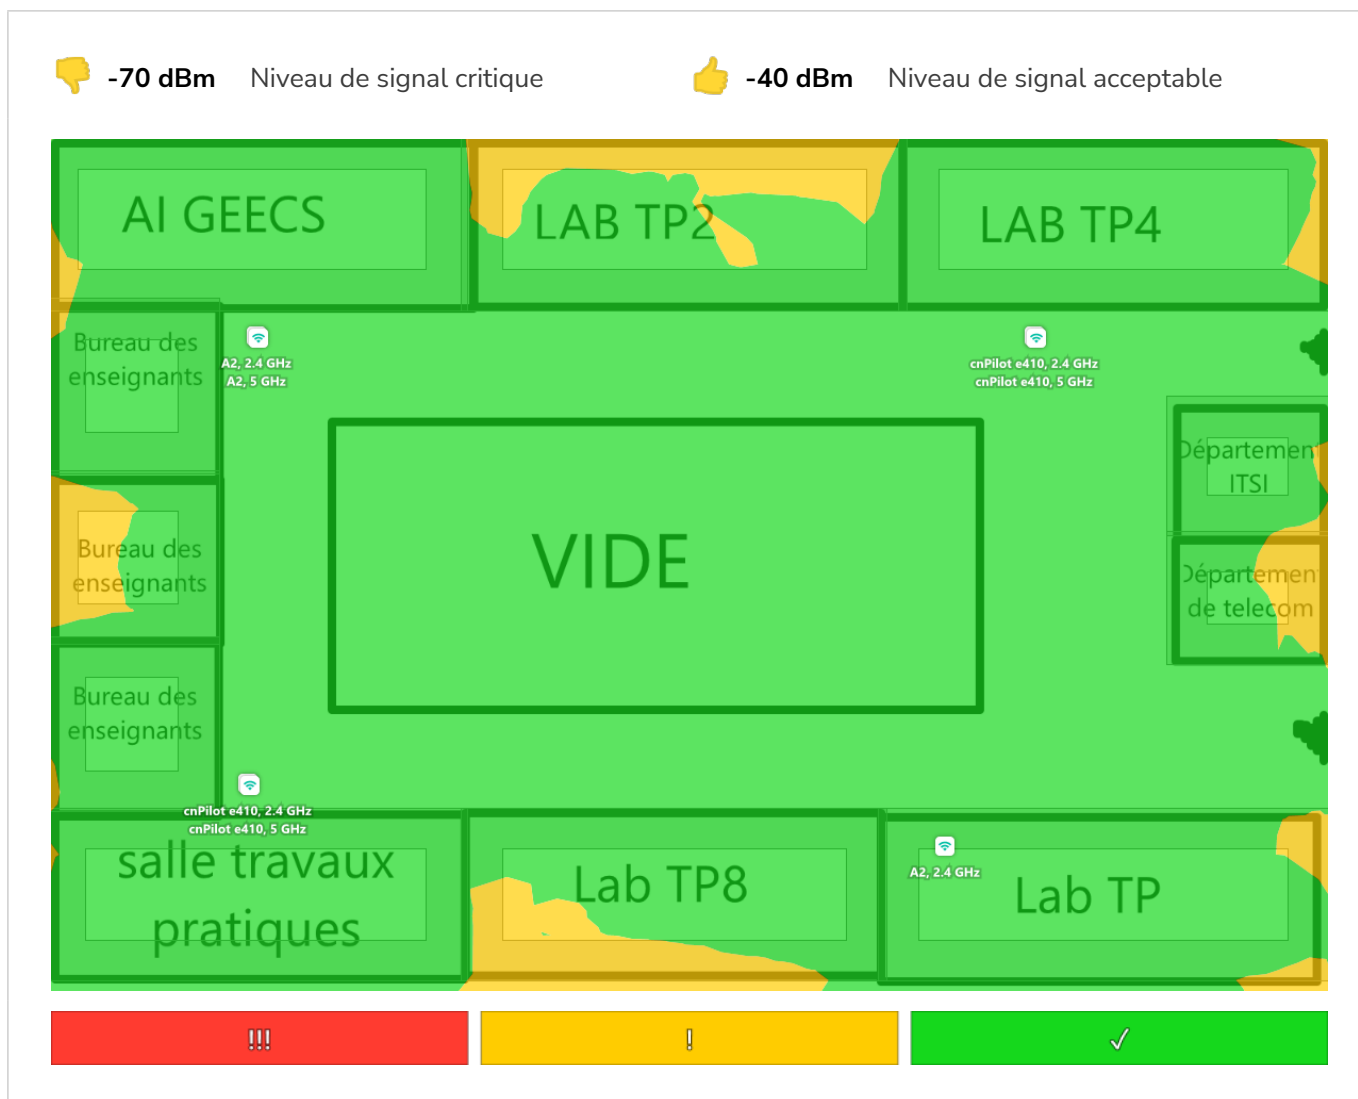 -70 dBm Niveau de signal critique
-40 dBm Niveau de signal acceptable
AI GEECS
LAB TP2
LAB TP4
Bureau des
enseignants
A2, 2.4 GHz
A2, 5 GHz
cnPilot e410, 2.4 GHz
cnPilot e410, 5 GHz
Départemen
ITSI
Bureau des
enseignants
VIDE
Départemen
de telecom
Bureau des
enseignants
cnPilot e410, 2.4 GHz
cnPilot e410, 5 GHz
salle travaux
pratiques
Lab TP8
A2, 2.4 GHz
Lab TP
!!!
!
✓